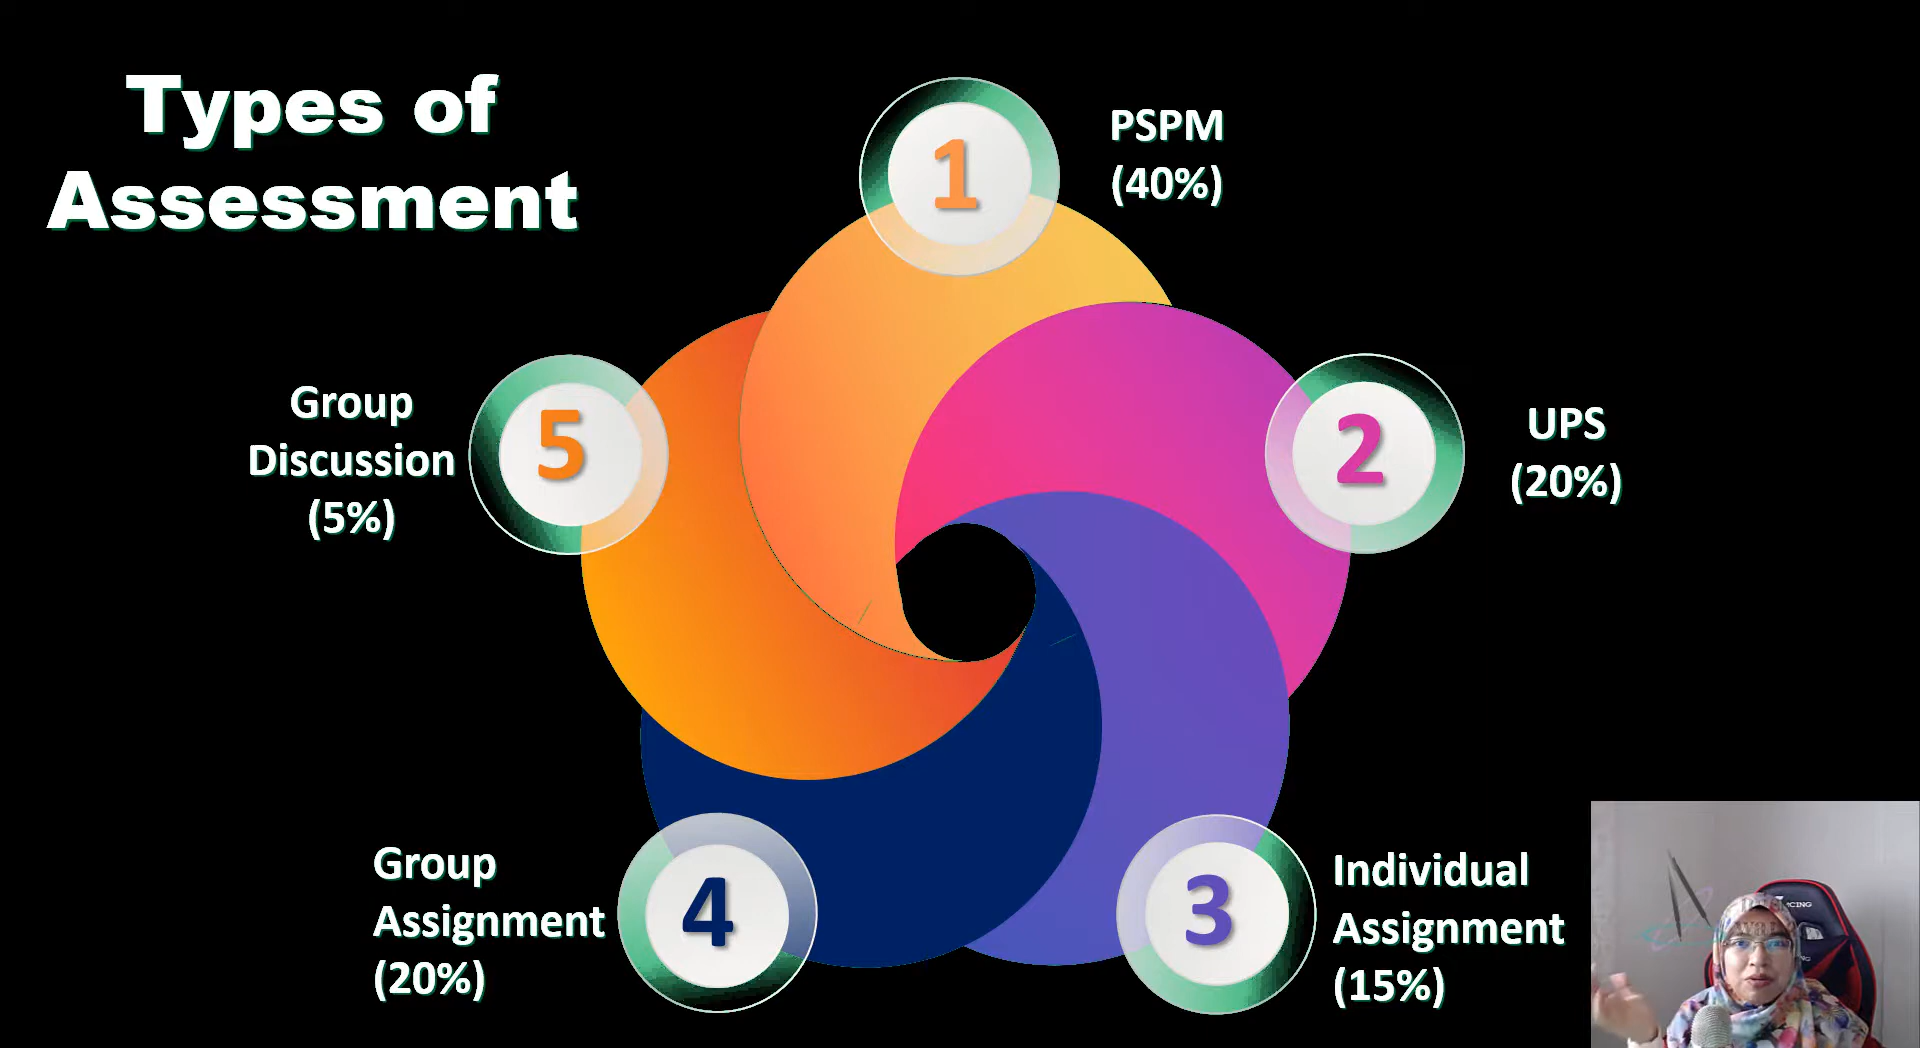 Types of
Assessment
1
PSPM
(40%)
2
UPS
(20%)
3
Individual
Assignment
(15%)
4
Group
Assignment
(20%)
5
Group
Discussion
(5%)